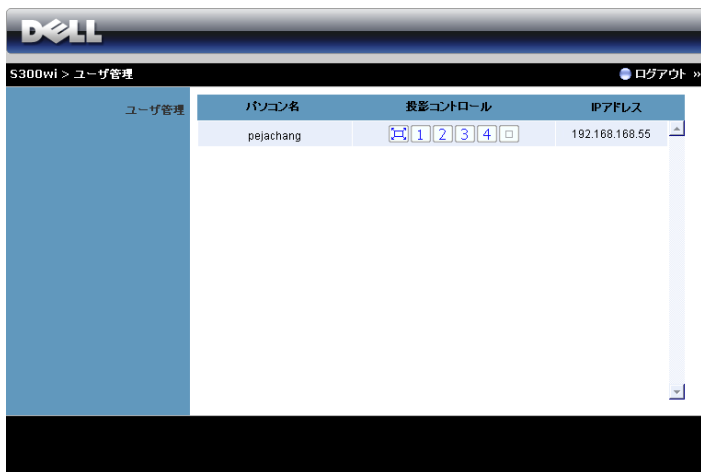 DELL
S300wi > ユーザ管理
ログアウト »
ユーザ管理
パソコン名 投影コントロール IPアドレス
pejachang 1 2 3 4 192.168.168.55